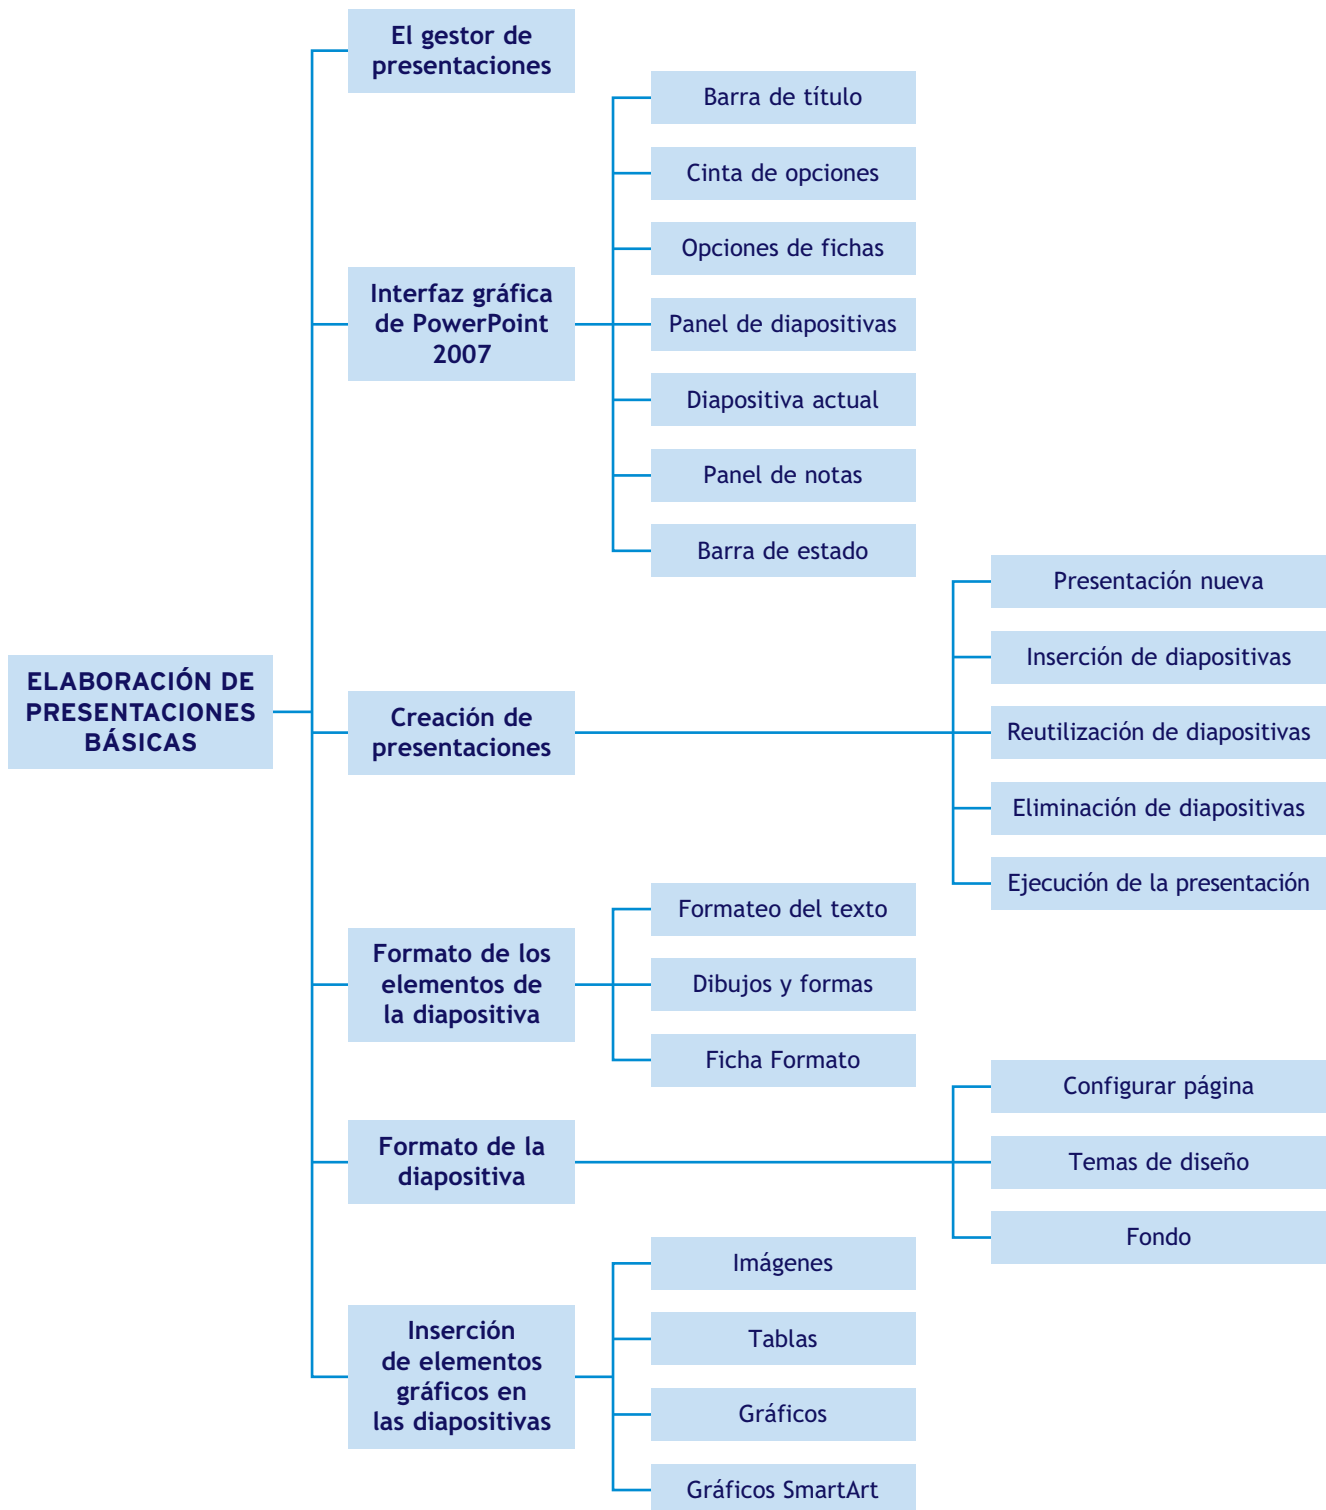 ELABORACIÓN DE
PRESENTACIONES
BÁSICAS
El gestor de
presentaciones
Interfaz gráfica
de PowerPoint
2007
Barra de título
Cinta de opciones
Opciones de fichas
Panel de diapositivas
Diapositiva actual
Panel de notas
Barra de estado
Creación de
presentaciones
Presentación nueva
Inserción de diapositivas
Reutilización de diapositivas
Eliminación de diapositivas
Ejecución de la presentación
Formato de los
elementos de
la diapositiva
Formateo del texto
Dibujos y formas
Ficha Formato
Formato de la
diapositiva
Configurar página
Temas de diseño
Fondo
Inserción
de elementos
gráficos en
las diapositivas
Imágenes
Tablas
Gráficos
Gráficos SmartArt